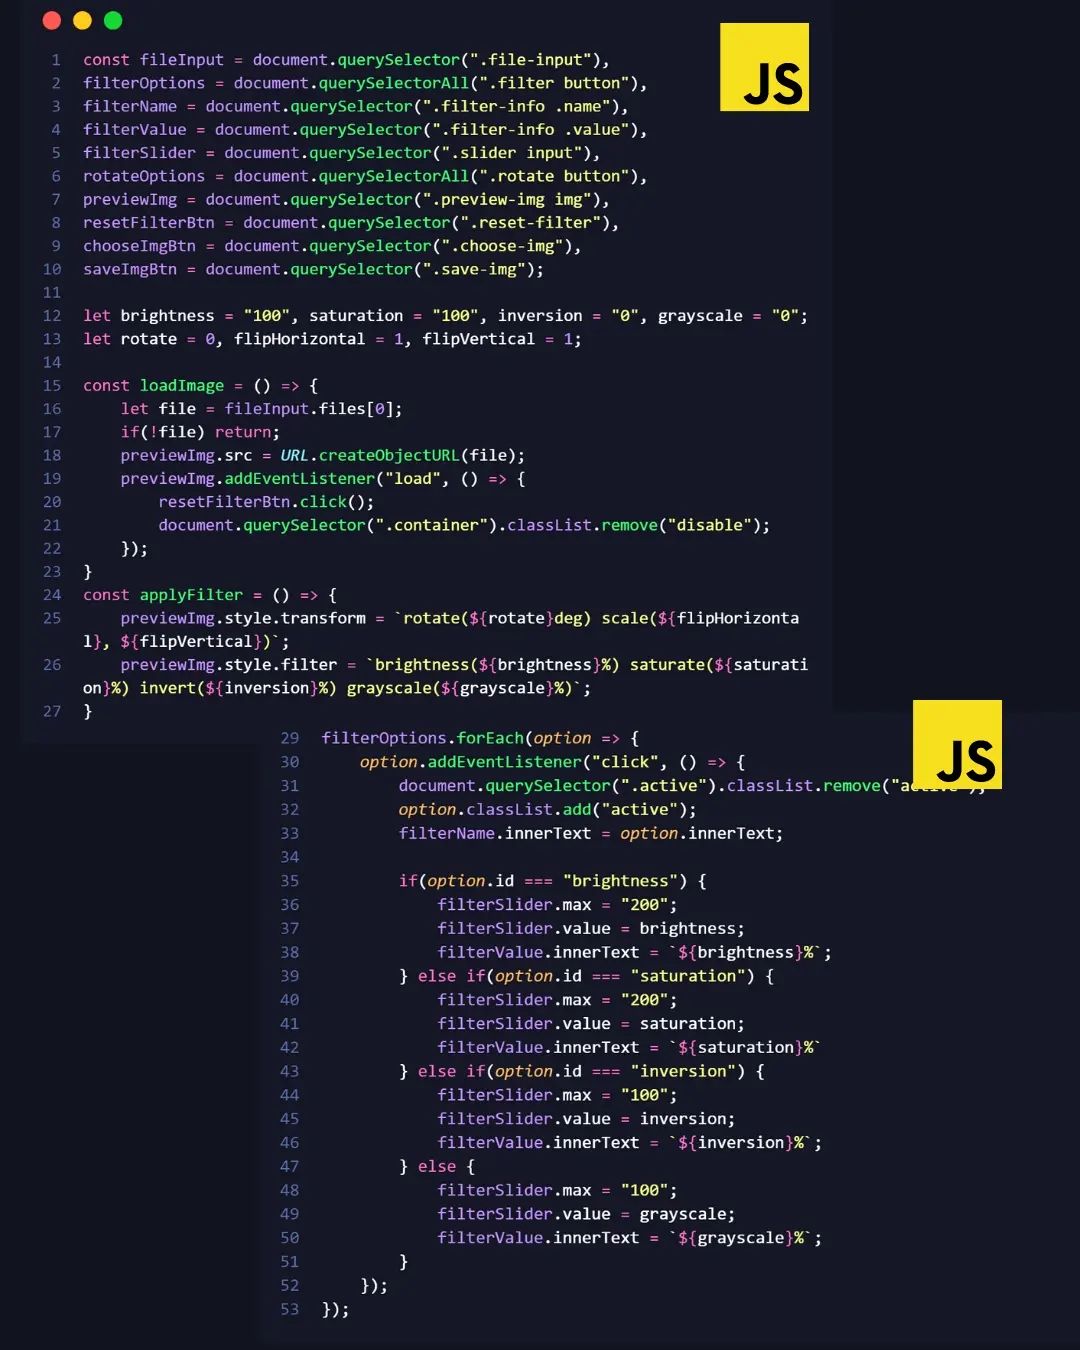 JS
1 const fileInput = document.querySelector(".file-input"),
2 filterOptions = document.querySelectorAll(".filter button"),
3 filterName = document.querySelector(".filter-info .name"),
4 filterValue = document.querySelector(".filter-info .value"),
5 filterSlider = document.querySelector(".slider input"),
6 rotateOptions = document.querySelectorAll(".rotate button"),
7 previewImg = document.querySelector(".preview-img img"),
8 resetFilterBtn = document.querySelector(".reset-filter"),
9 chooseImgBtn = document.querySelector(".choose-img"),
10 saveImgBtn = document.querySelector(".save-img");
11
12 let brightness = "100", saturation = "100", inversion = "0", grayscale = "0";
13 let rotate = 0, flipHorizontal = 1, flipVertical = 1;
14
15 const loadImage = () => {
16     let file = fileInput.files[0];
17     if(!file) return;
18     previewImg.src = URL.createObjectURL(file);
19     previewImg.addEventListener("load", () => {
20         resetFilterBtn.click();
21         document.querySelector(".container").classList.remove("disable");
22     });
23 }
24 const applyFilter = () => {
25     previewImg.style.transform = `rotate(${rotate}deg) scale(${flipHorizonta
l}, ${flipVertical})`;
26     previewImg.style.filter = `brightness(${brightness}%) saturate(${saturati
on}%) invert(${inversion}%) grayscale(${grayscale}%)`;
27 }
JS
29 filterOptions.forEach(option => {
30     option.addEventListener("click", () => {
31         document.querySelector(".active").classList.remove("active");
32         option.classList.add("active");
33         filterName.innerText = option.innerText;
34
35         if(option.id === "brightness") {
36             filterSlider.max = "200";
37             filterSlider.value = brightness;
38             filterValue.innerText = `${brightness}%`;
39         } else if(option.id === "saturation") {
40             filterSlider.max = "200";
41             filterSlider.value = saturation;
42             filterValue.innerText = `${saturation}%`
43         } else if(option.id === "inversion") {
44             filterSlider.max = "100";
45             filterSlider.value = inversion;
46             filterValue.innerText = `${inversion}%`;
47         } else {
48             filterSlider.max = "100";
49             filterSlider.value = grayscale;
50             filterValue.innerText = `${grayscale}%`;
51         }
52     });
53 });